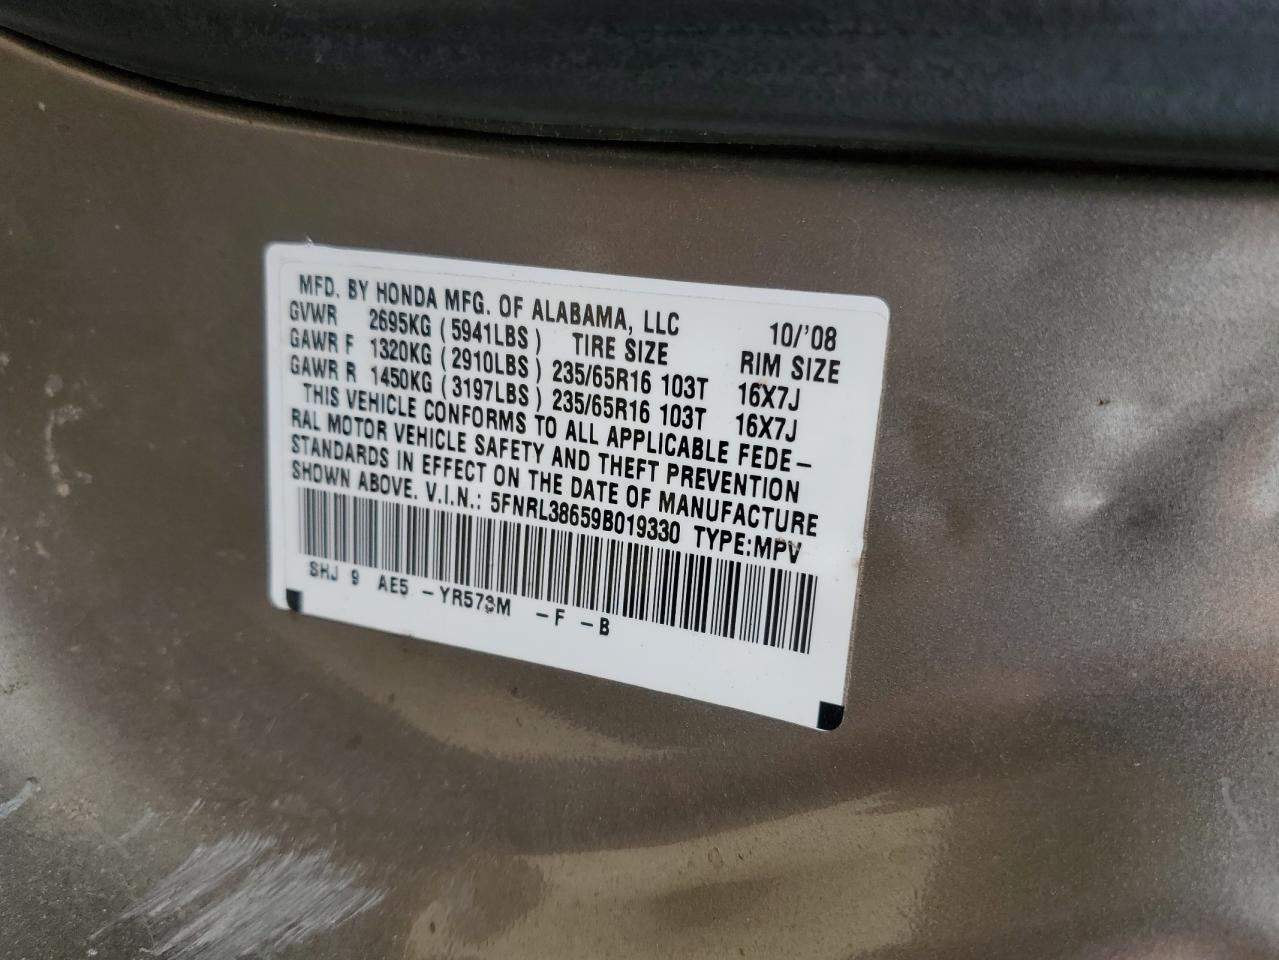 MFD. BY HONDA MFG. OF ALABAMA, LLC 10/'08
GVWR 2695KG (5941LBS) TIRE SIZE RIM SIZE
GAWR F 1320KG (2910LBS) 235/65R16 103T 16X7J
GAWR R 1450KG (3197LBS) 235/65R16 103T 16X7J
THIS VEHICLE CONFORMS TO ALL APPLICABLE FEDE-
RAL MOTOR VEHICLE SAFETY AND THEFT PREVENTION
STANDARDS IN EFFECT ON THE DATE OF MANUFACTURE
SHOWN ABOVE. V.I.N.: 5FNRL38659B019330 TYPE:MPV
SHJ 9 AE5 -YR573M -F -B